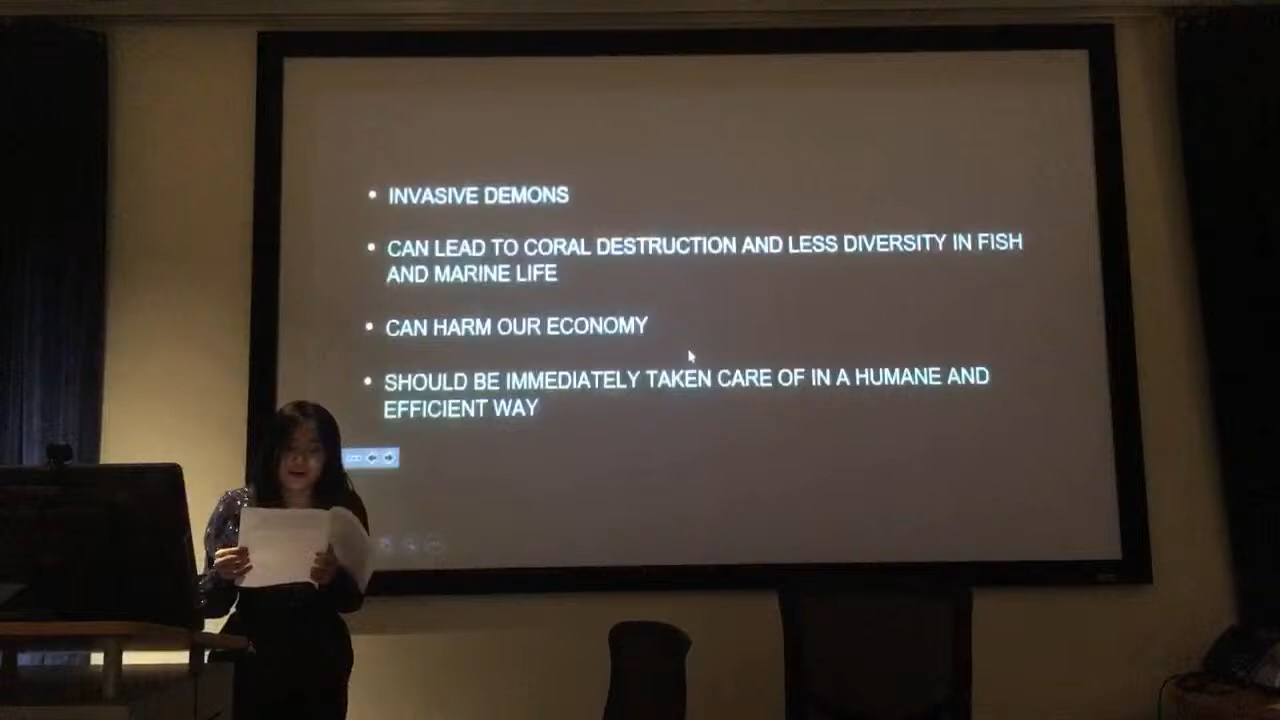 • INVASIVE DEMONS
• CAN LEAD TO CORAL DESTRUCTION AND LESS DIVERSITY IN FISH
AND MARINE LIFE
• CAN HARM OUR ECONOMY
• SHOULD BE IMMEDIATELY TAKEN CARE OF IN A HUMANE AND
EFFICIENT WAY